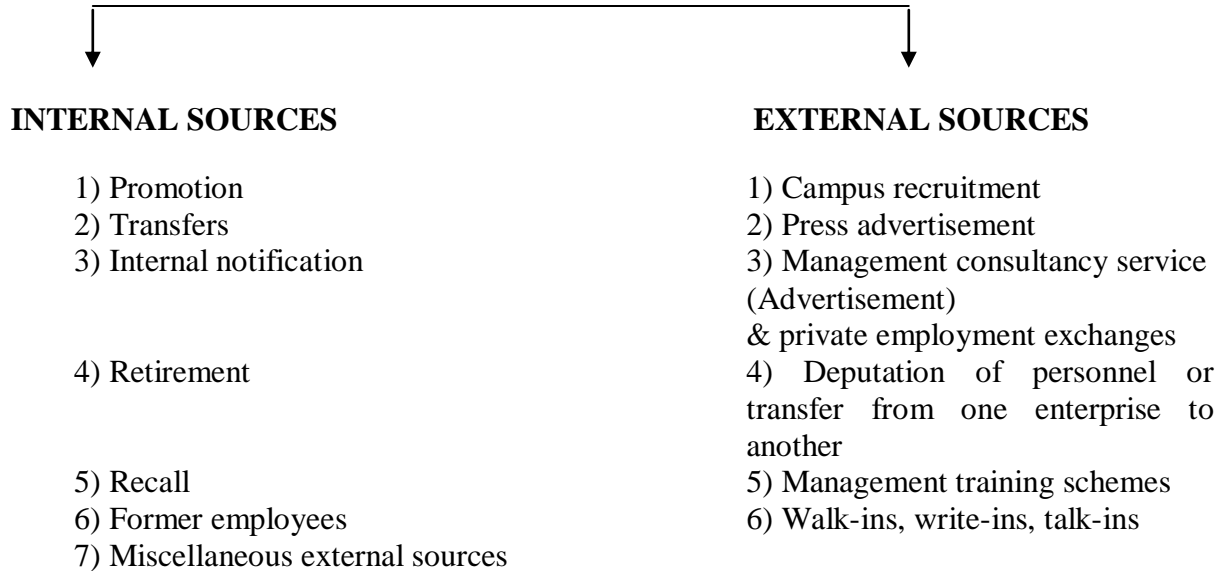 INTERNAL SOURCES
EXTERNAL SOURCES
1) Promotion
1) Campus recruitment
2) Transfers
2) Press advertisement
3) Internal notification
3) Management consultancy service
(Advertisement)
& private employment exchanges
4) Retirement
4) Deputation of personnel or
transfer from one enterprise to
another
5) Recall
5) Management training schemes
6) Former employees
6) Walk-ins, write-ins, talk-ins
7) Miscellaneous external sources